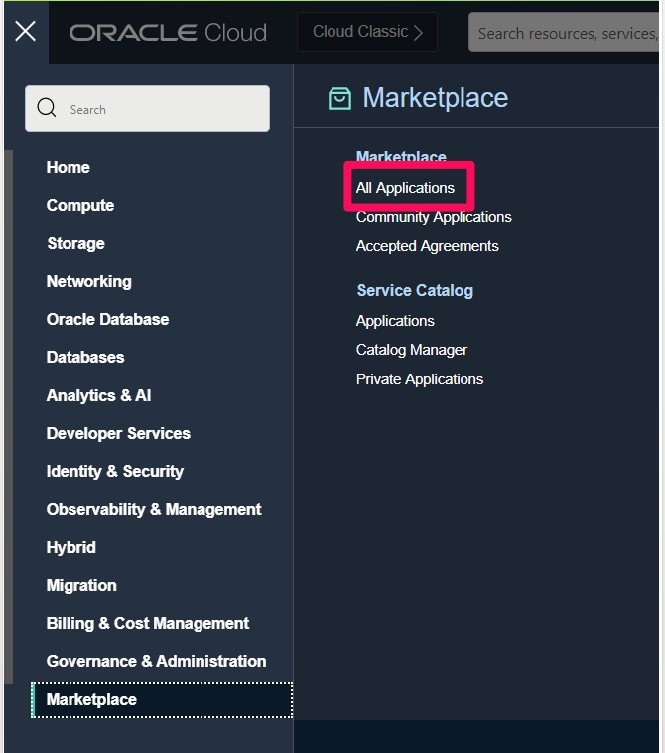 ORACLE Cloud
Cloud Classic
Search resources, services,
Search
Home
Compute
Storage
Networking
Oracle Database
Databases
Analytics & AI
Developer Services
Identity & Security
Observability & Management
Hybrid
Migration
Billing & Cost Management
Governance & Administration
Marketplace
Marketplace
Marketplace
All Applications
Community Applications
Accepted Agreements
Service Catalog
Applications
Catalog Manager
Private Applications